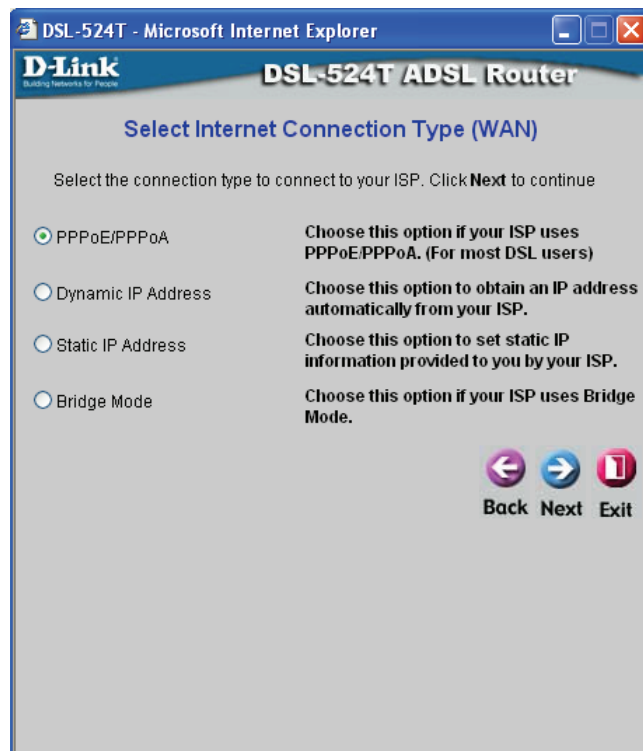 DSL-524T - Microsoft Internet Explorer
D-Link
Building Networks for People
DSL-524T ADSL Router
Select Internet Connection Type (WAN)
Select the connection type to connect to your ISP. Click Next to continue
PPPoE/PPPoA
Choose this option if your ISP uses
PPPoE/PPPoA. (For most DSL users)
Dynamic IP Address
Choose this option to obtain an IP address
automatically from your ISP.
Static IP Address
Choose this option to set static IP
information provided to you by your ISP.
Bridge Mode
Choose this option if your ISP uses Bridge
Mode.
Back Next Exit